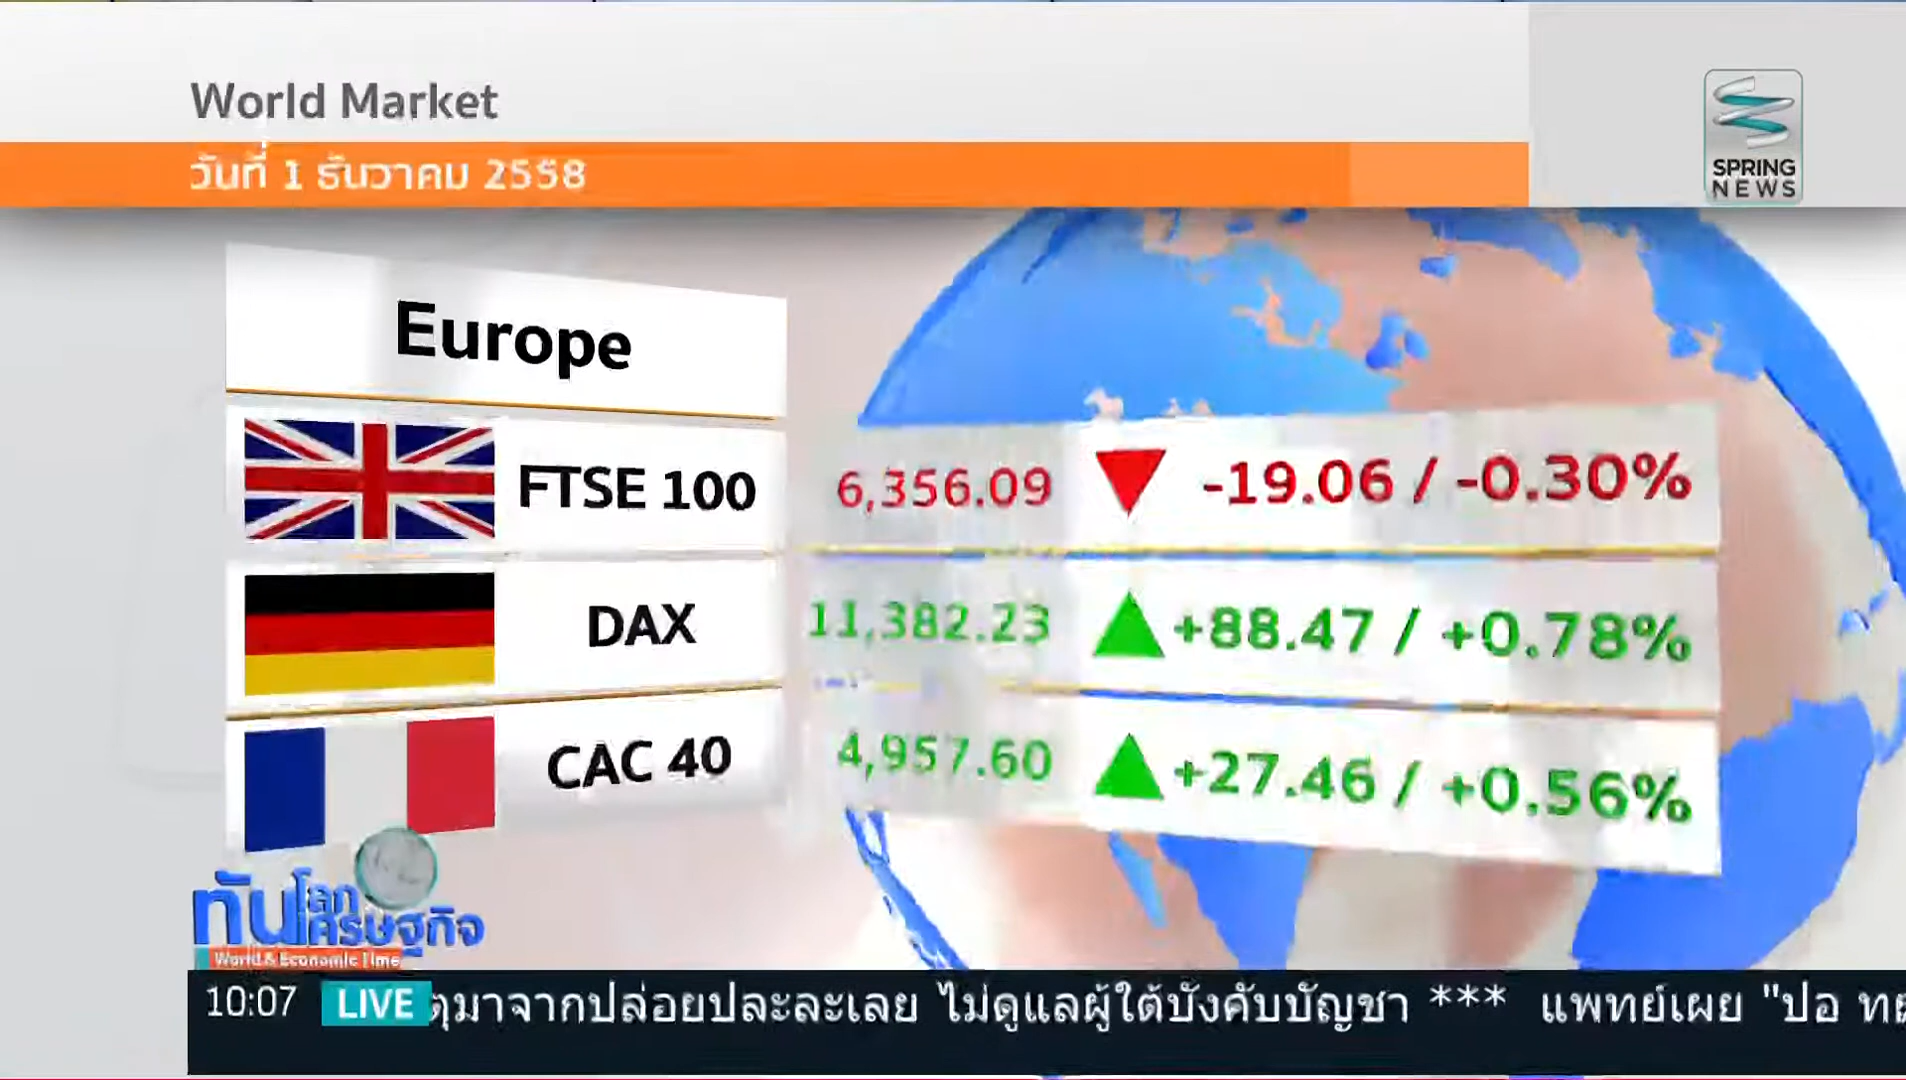 World Market
วันที่ 1 ธันวาคม 2558
SPRING
NEWS
Europe
FTSE 100 6,356.09 -19.06 / -0.30%
DAX 11,382.23 +88.47 / +0.78%
CAC 40 4,957.60 +27.46 / +0.56%
ทันโลก
เศรษฐกิจ
World & Economic Time
10:07 LIVE ตุมาจากปล่อยปละละเลย ไม่ดูแลผู้ใต้บังคับบัญชา *** แพทย์เผย "ปอ